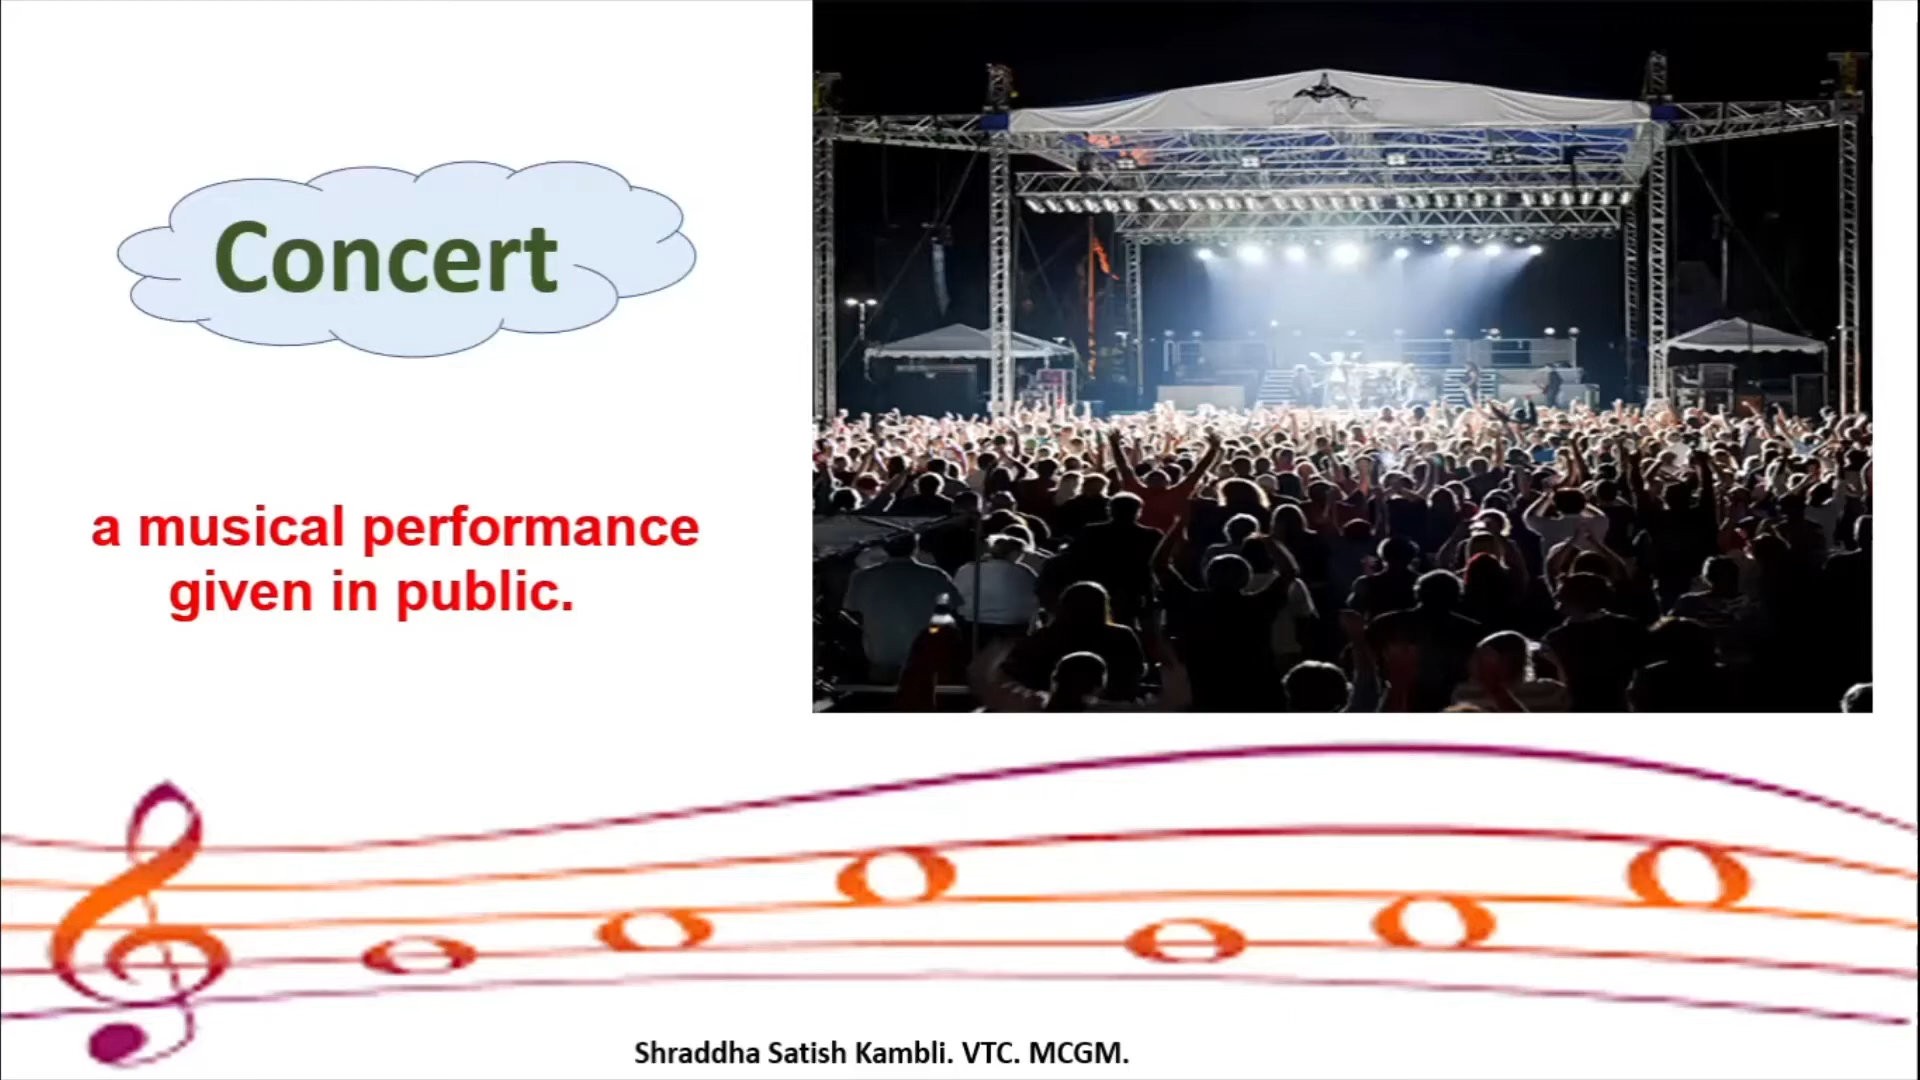 Concert
a musical performance
given in public.
Shraddha Satish Kambli. VTC. MCGM.